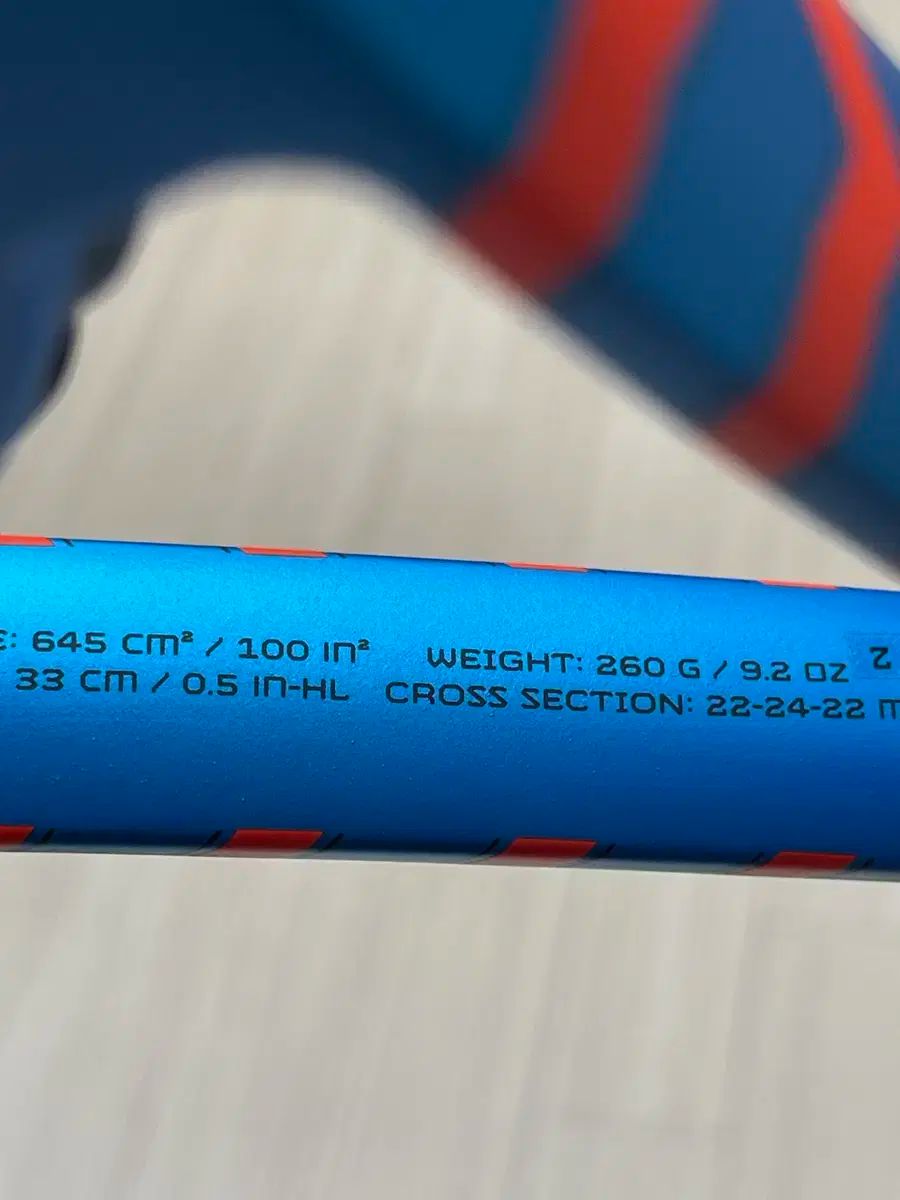 E: 645 CM² / 100 IN² WEIGHT: 260 G / 9.2 OZ
33 CM / 0.5 IN-HL CROSS SECTION: 22-24-22 M